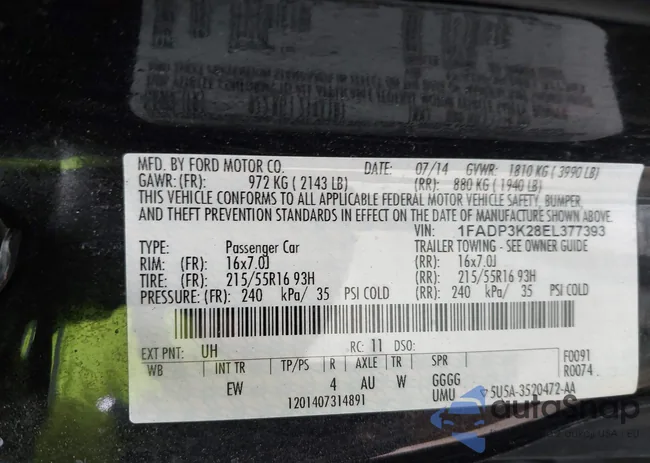 MFD. BY FORD MOTOR CO. DATE: 07/14 GVWR: 1810 KG ( 3990 LB)
GAWR: (FR): 972 KG ( 2143 LB) (RR): 880 KG ( 1940 LB)
THIS VEHICLE CONFORMS TO ALL APPLICABLE FEDERAL MOTOR VEHICLE SAFETY, BUMPER,
AND THEFT PREVENTION STANDARDS IN EFFECT ON THE DATE OF MANUFACTURE SHOWN ABOVE.
VIN: 1FADP3K28EL377393
TYPE: Passenger Car TRAILER TOWING - SEE OWNER GUIDE
RIM: (FR): 16x7.0J (RR): 16x7.0J
TIRE: (FR): 215/55R16 93H (RR): 215/55R16 93H
PRESSURE: (FR): 240 kPa/ 35 PSI COLD (RR): 240 kPa/ 35 PSI COLD
EXT PNT: UH RC: 11 DSO: F0091
WB INT TR TP/PS R AXLE TR SPR R0074
EW 4 AU W GGGG
UMU 5U5A-3520472-AA
1201407314891
autoSnap